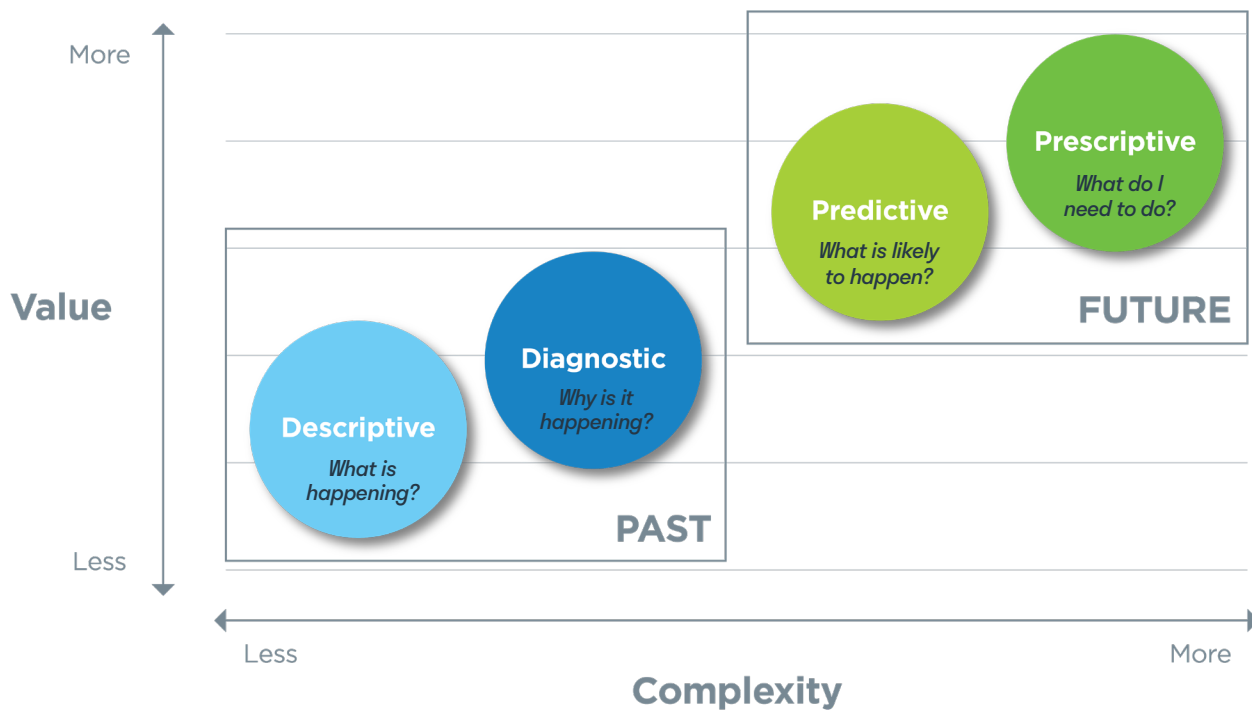 More
Value
Less
Descriptive
What is
happening?
Diagnostic
Why is it
happening?
PAST
Predictive
What is likely
to happen?
Prescriptive
What do I
need to do?
FUTURE
Less
More
Complexity